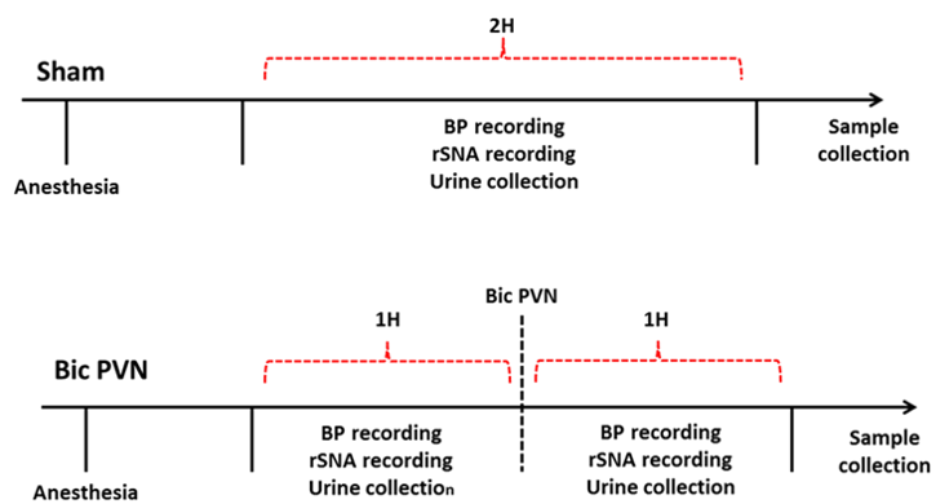 2H
Sham
BP recording
rSNA recording
Urine collection
Sample
collection
Anesthesia
Bic PVN
1H
1H
Bic PVN
BP recording
rSNA recording
Urine collection
BP recording
rSNA recording
Urine collection
Sample
collection
Anesthesia